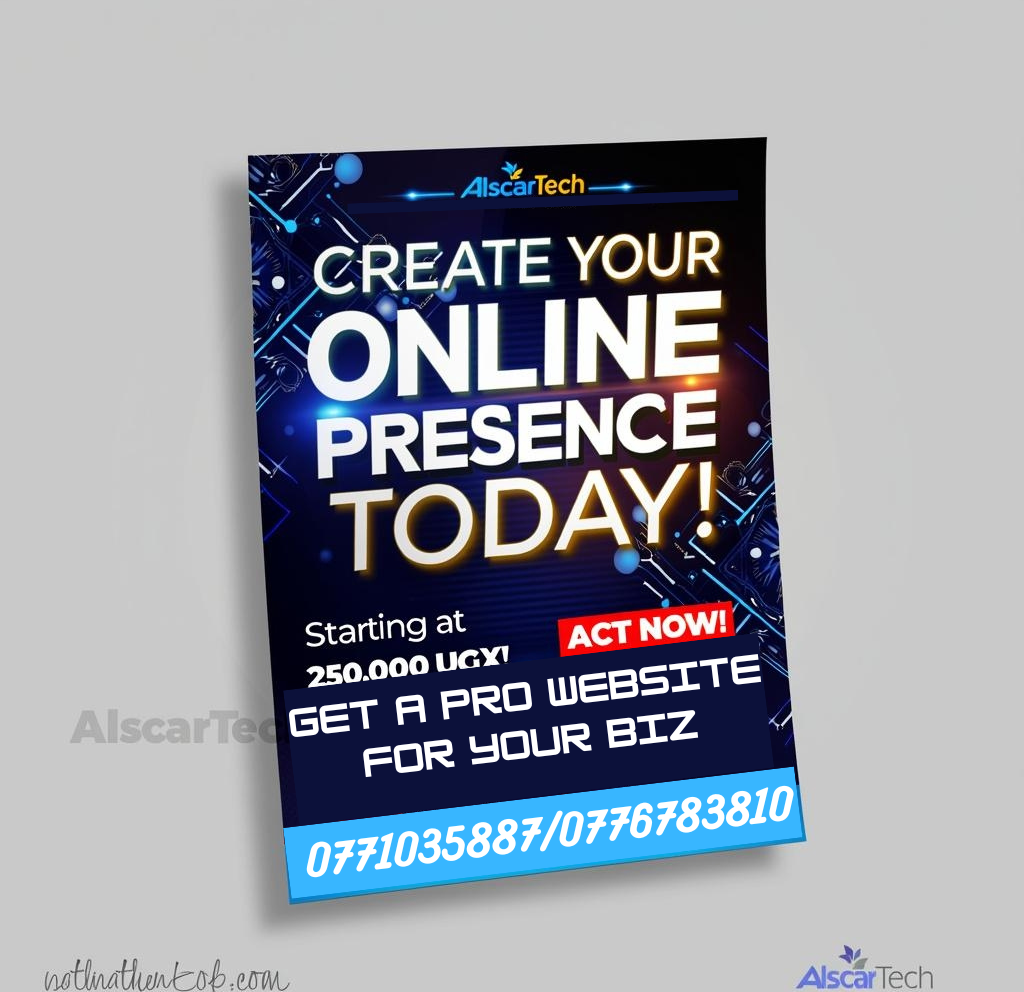 AlscarTech
CREATE YOUR
ONLINE
PRESENCE
TODAY!
Starting at
250,000 UGX!
ACT NOW!
GET A PRO WEBSITE
FOR YOUR BIZ
AlscarTec
0771035887/0776783810
AlscarTech